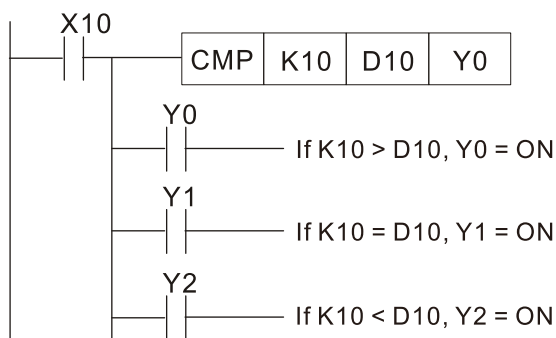 X10
CMP K10 D10 Y0
Y0
If K10 > D10, Y0 = ON
Y1
If K10 = D10, Y1 = ON
Y2
If K10 < D10, Y2 = ON